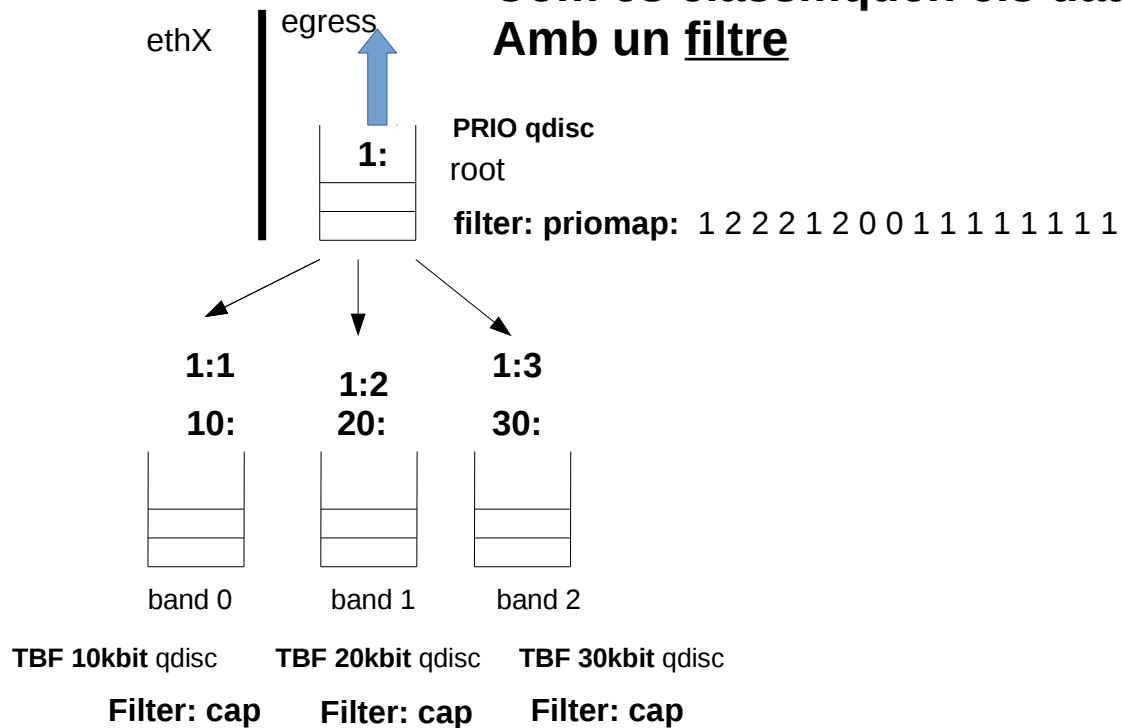 Amb un filtre
ethX
egress
PRIO qdisc
1:
root
filter: priomap: 1 2 2 2 1 2 0 0 1 1 1 1 1 1 1 1
1:1
1:2
1:3
10:
20:
30:
band 0
band 1
band 2
TBF 10kbit qdisc
TBF 20kbit qdisc
TBF 30kbit qdisc
Filter: cap
Filter: cap
Filter: cap